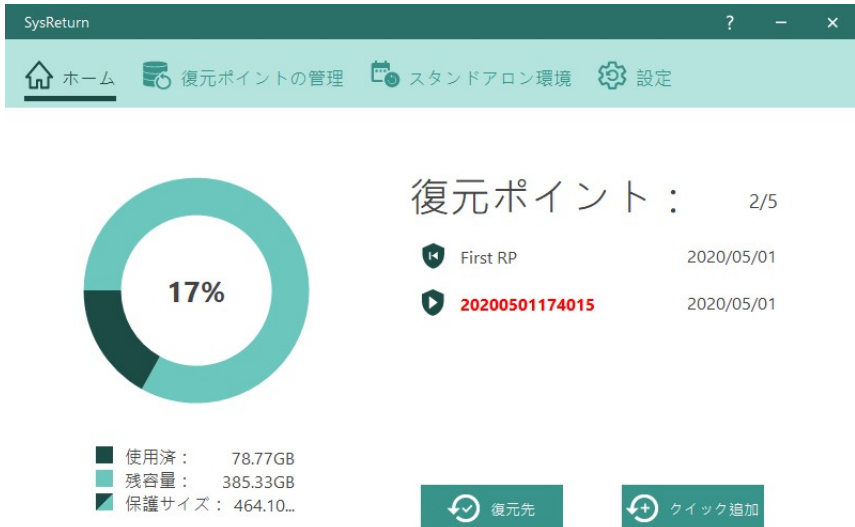 SysReturn
ホーム 復元ポイントの管理 スタンドアロン環境 設定
17%
使用済： 78.77GB
残容量： 385.33GB
保護サイズ： 464.10...
復元ポイント： 2/5
First RP 2020/05/01
20200501174015 2020/05/01
復元先 クイック追加